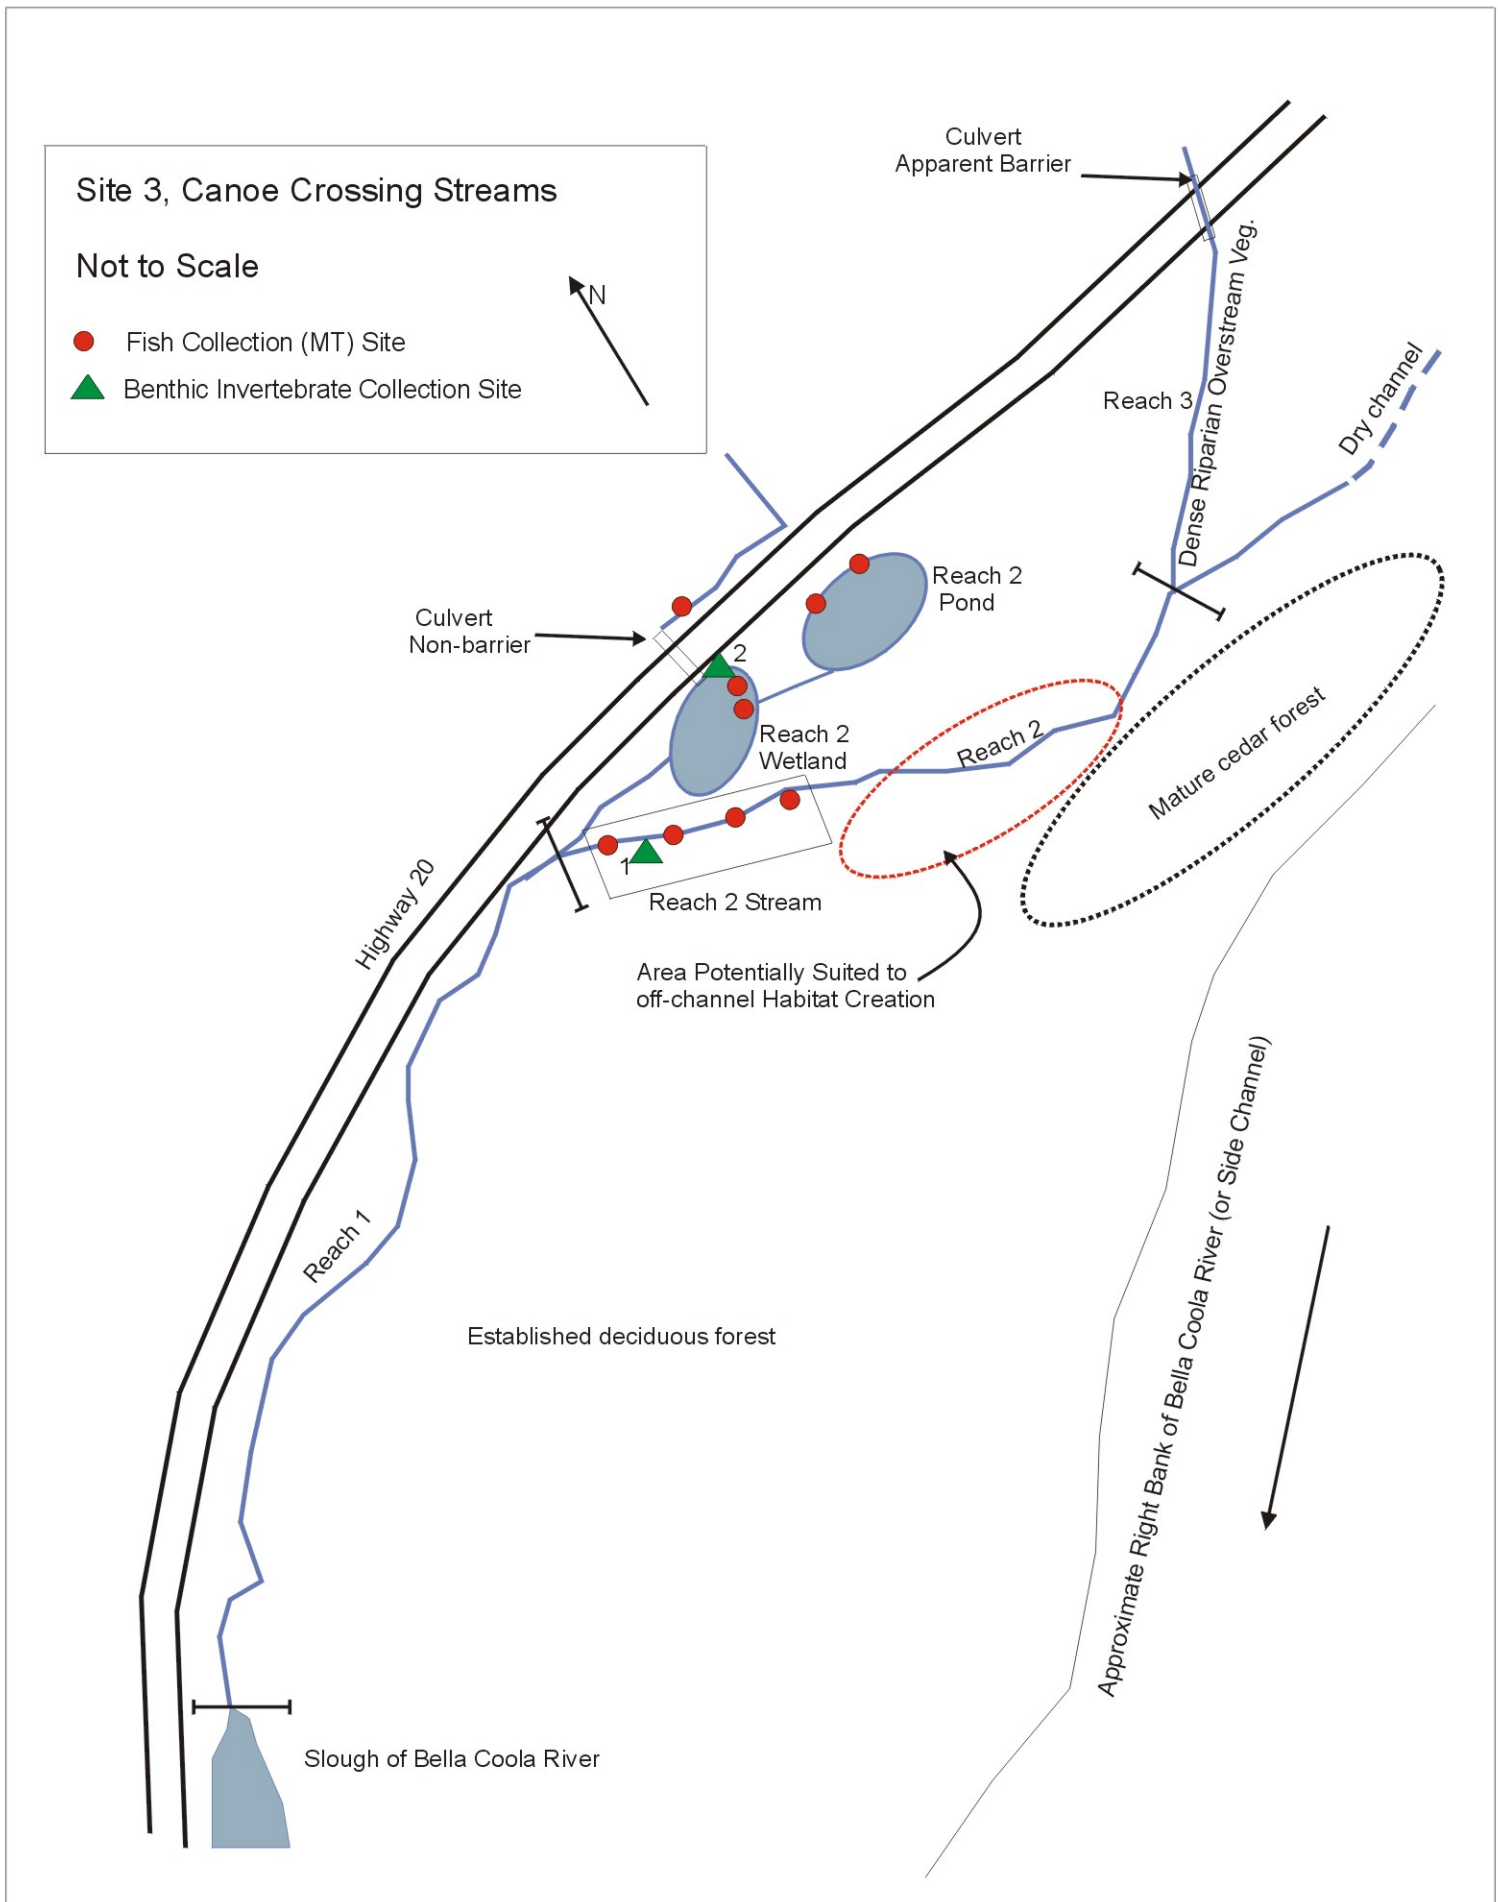 Site 3, Canoe Crossing Streams
Not to Scale
N
Fish Collection (MT) Site
Benthic Invertebrate Collection Site
Culvert
Apparent Barrier
Dense Riparian Overstream Veg.
Reach 3
Dry channel
Reach 2
Pond
Culvert
Non-barrier
2
Reach 2
Wetland
Reach 2
Mature cedar forest
1
Reach 2 Stream
Highway 20
Area Potentially Suited to
off-channel Habitat Creation
Approximate Right Bank of Bella Coola River (or Side Channel)
Reach 1
Established deciduous forest
Slough of Bella Coola River